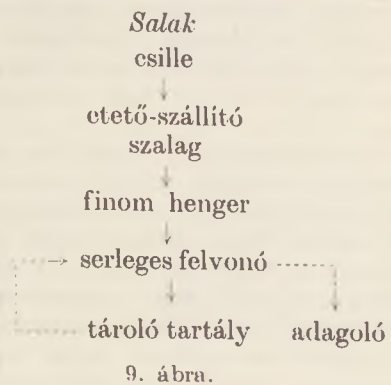 Salak
csille
etető-szállító
szalag
finom henger
serleges felvonó
tároló tartály adagoló
9. ábra.